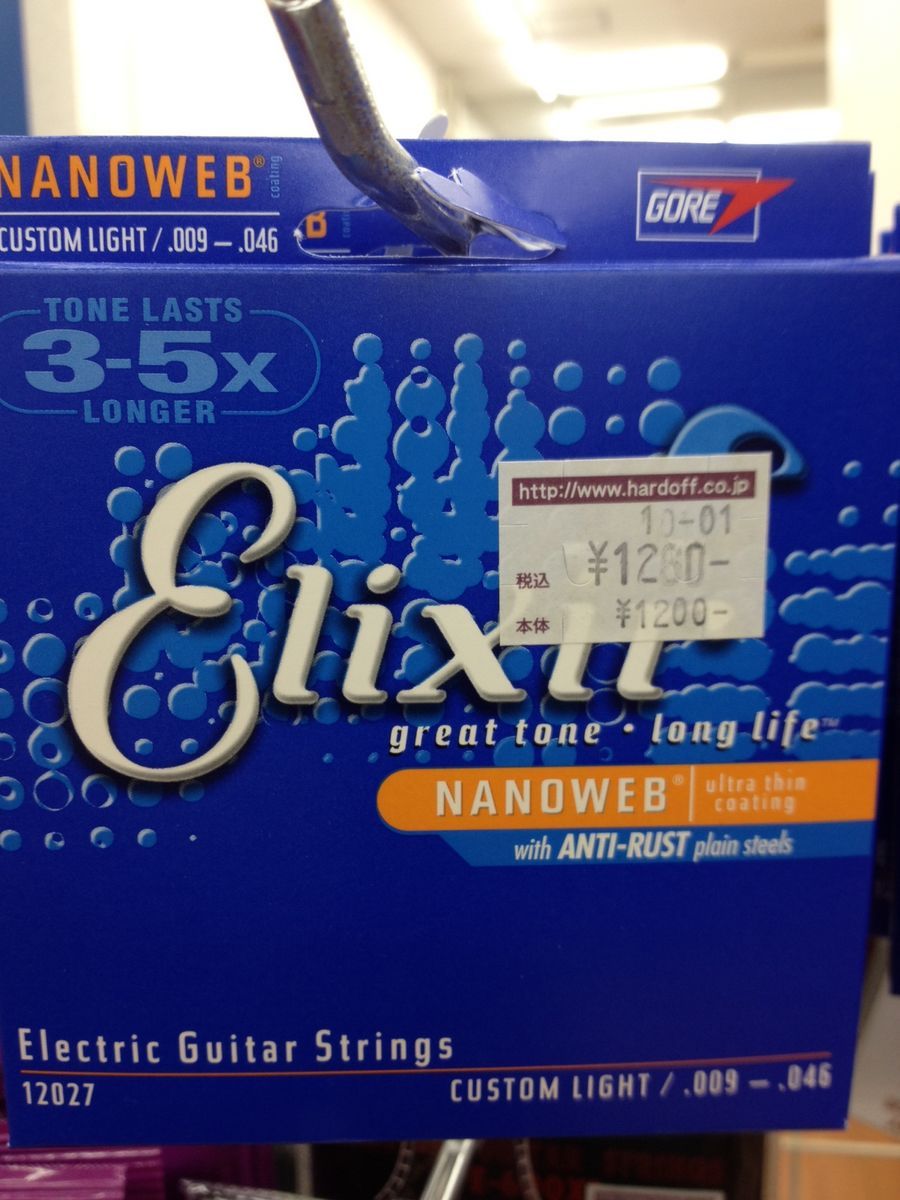 NANOWEB® coating
CUSTOM LIGHT / .009 – .046
GORE
TONE LASTS
3-5x
LONGER
http://www.hardoff.co.jp
10-01
税込 ¥1260-
本体 ¥1200-
Elixir
great tone · long life™
NANOWEB® ultra thin coating
with ANTI-RUST plain steels
Electric Guitar Strings
12027
CUSTOM LIGHT / .009 – .046